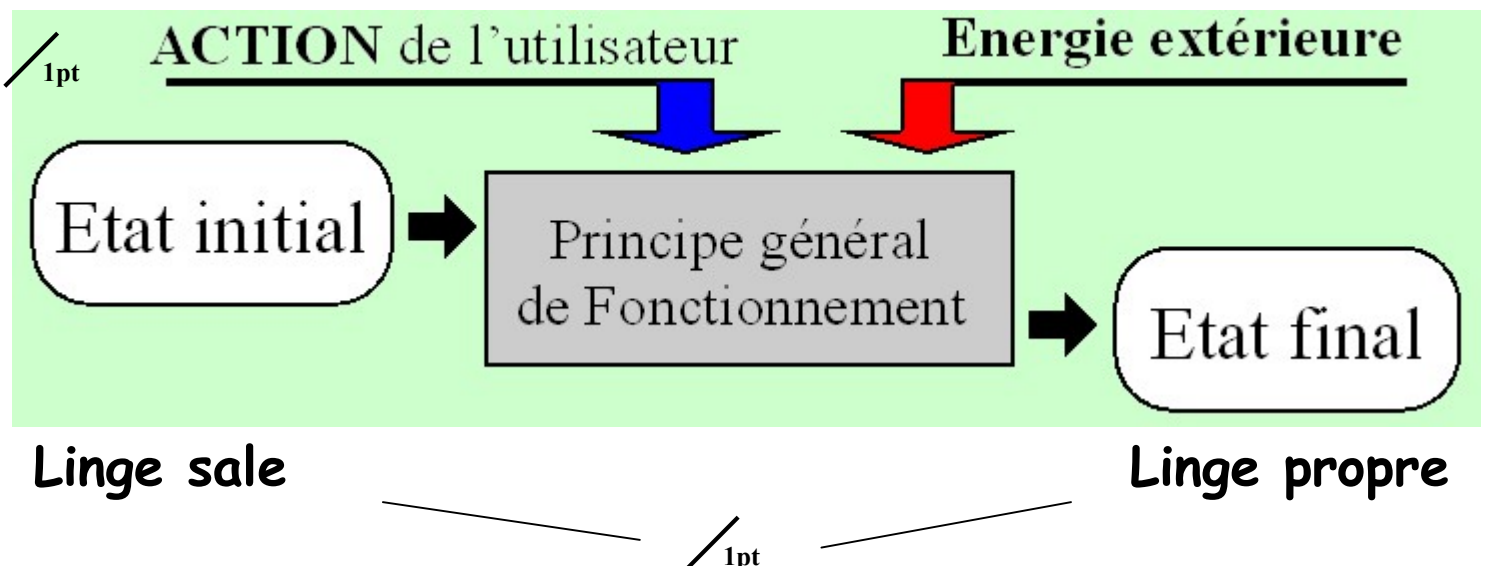 ACTION de l'utilisateur
Energie extérieure
/ 1pt
Etat initial
Principe général
de Fonctionnement
Etat final
Linge sale
Linge propre
/ 1pt